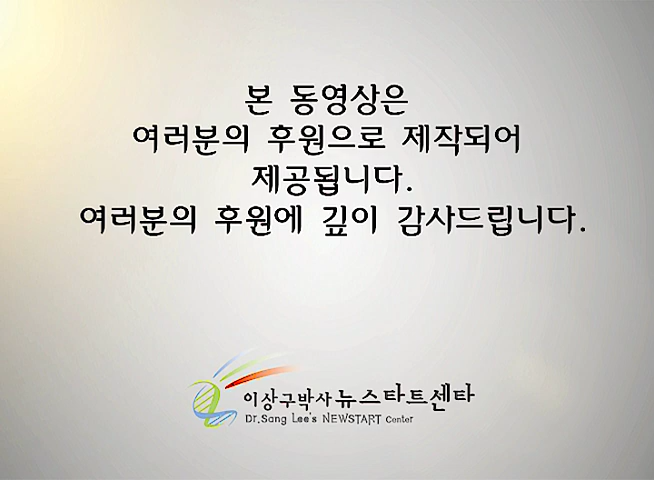 본 동영상은
여러분의 후원으로 제작되어
제공됩니다.
여러분의 후원에 깊이 감사드립니다.
이상구박사 뉴스타트센타
Dr.Sang Lee's NEWSTART Center